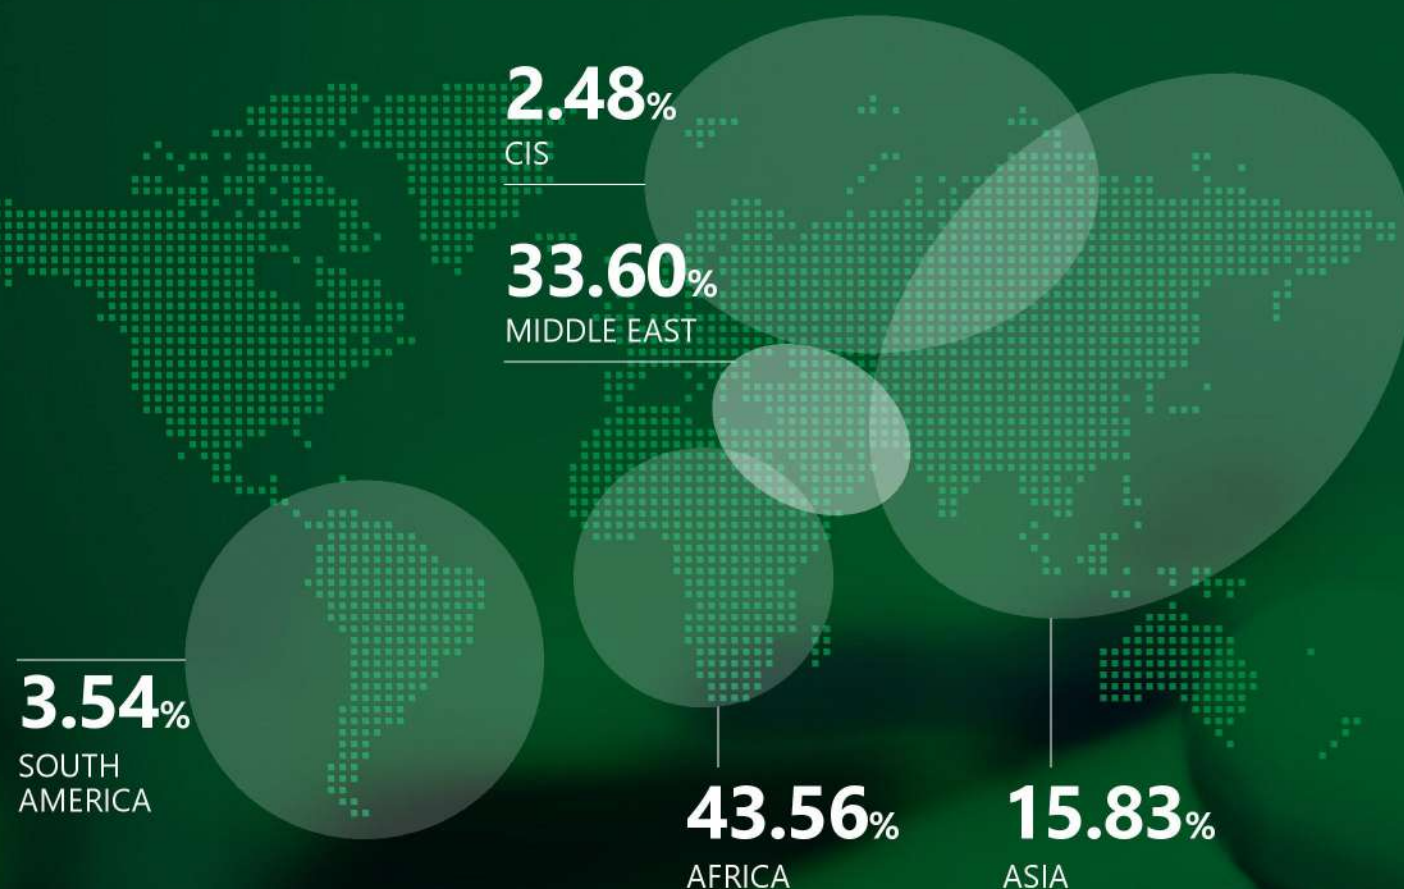 2.48%
CIS
33.60%
MIDDLE EAST
3.54%
SOUTH
AMERICA
43.56%
AFRICA
15.83%
ASIA